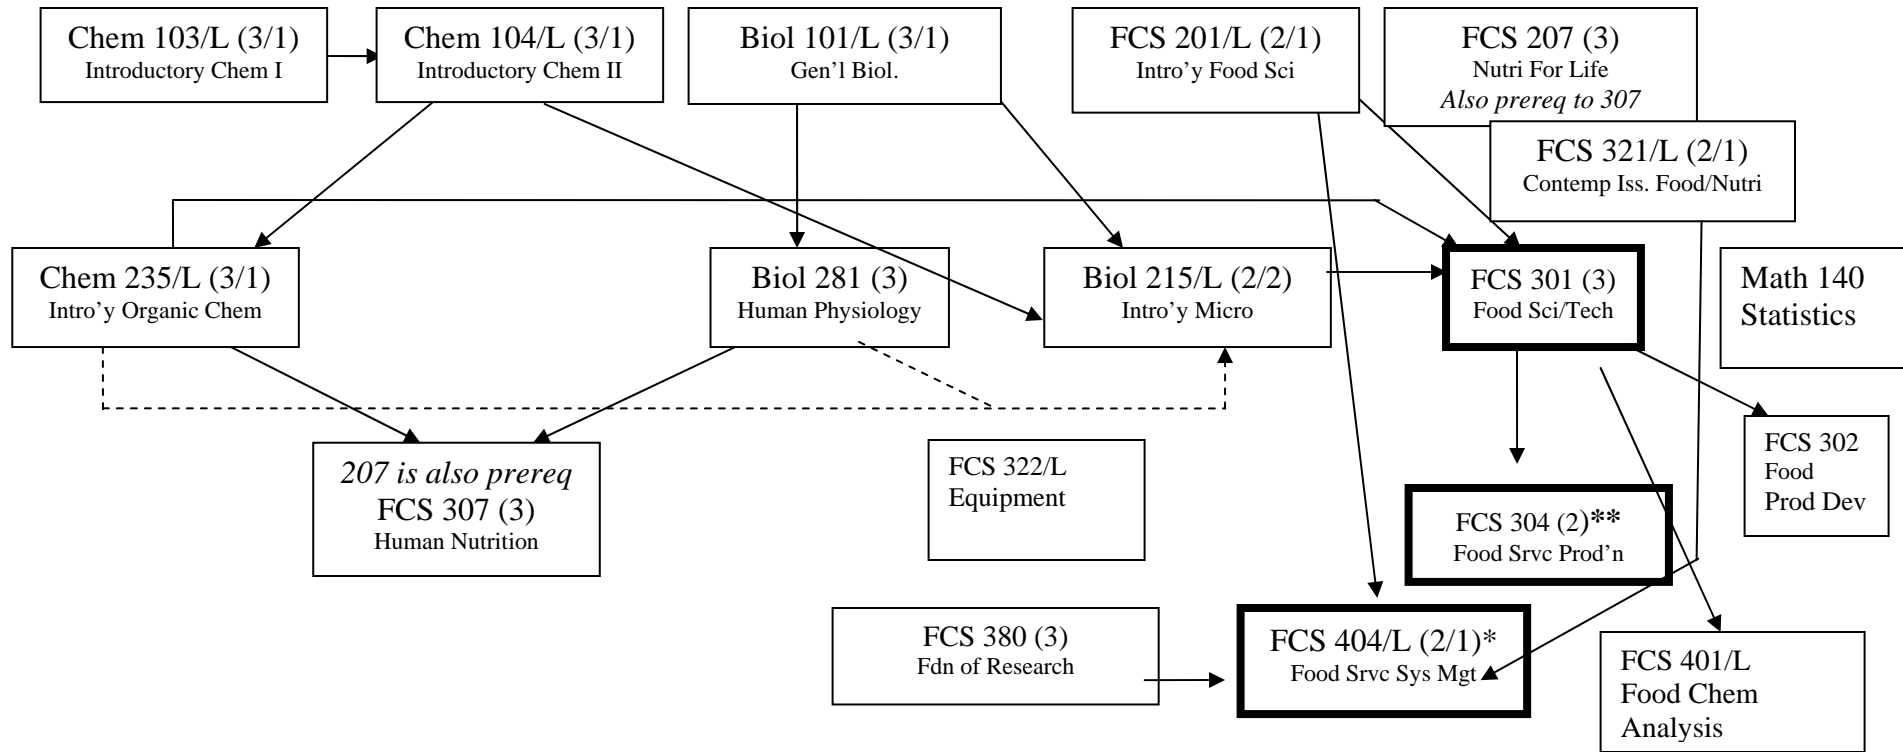 Chem 103/L (3/1)
Introductory Chem I
Chem 104/L (3/1)
Introductory Chem II
Biol 101/L (3/1)
Gen’l Biol.
FCS 201/L (2/1)
Intro’y Food Sci
FCS 207 (3)
Nutri For Life
Also prereq to 307
FCS 321/L (2/1)
Contemp Iss. Food/Nutri
Chem 235/L (3/1)
Intro’y Organic Chem
Biol 281 (3)
Human Physiology
Biol 215/L (2/2)
Intro’y Micro
FCS 301 (3)
Food Sci/Tech
Math 140
Statistics
207 is also prereq
FCS 307 (3)
Human Nutrition
FCS 322/L
Equipment
FCS 302
Food
Prod Dev
FCS 304 (2)**
Food Srvc Prod’n
FCS 380 (3)
Fdn of Research
FCS 404/L (2/1)*
Food Srvc Sys Mgt
FCS 401/L
Food Chem
Analysis